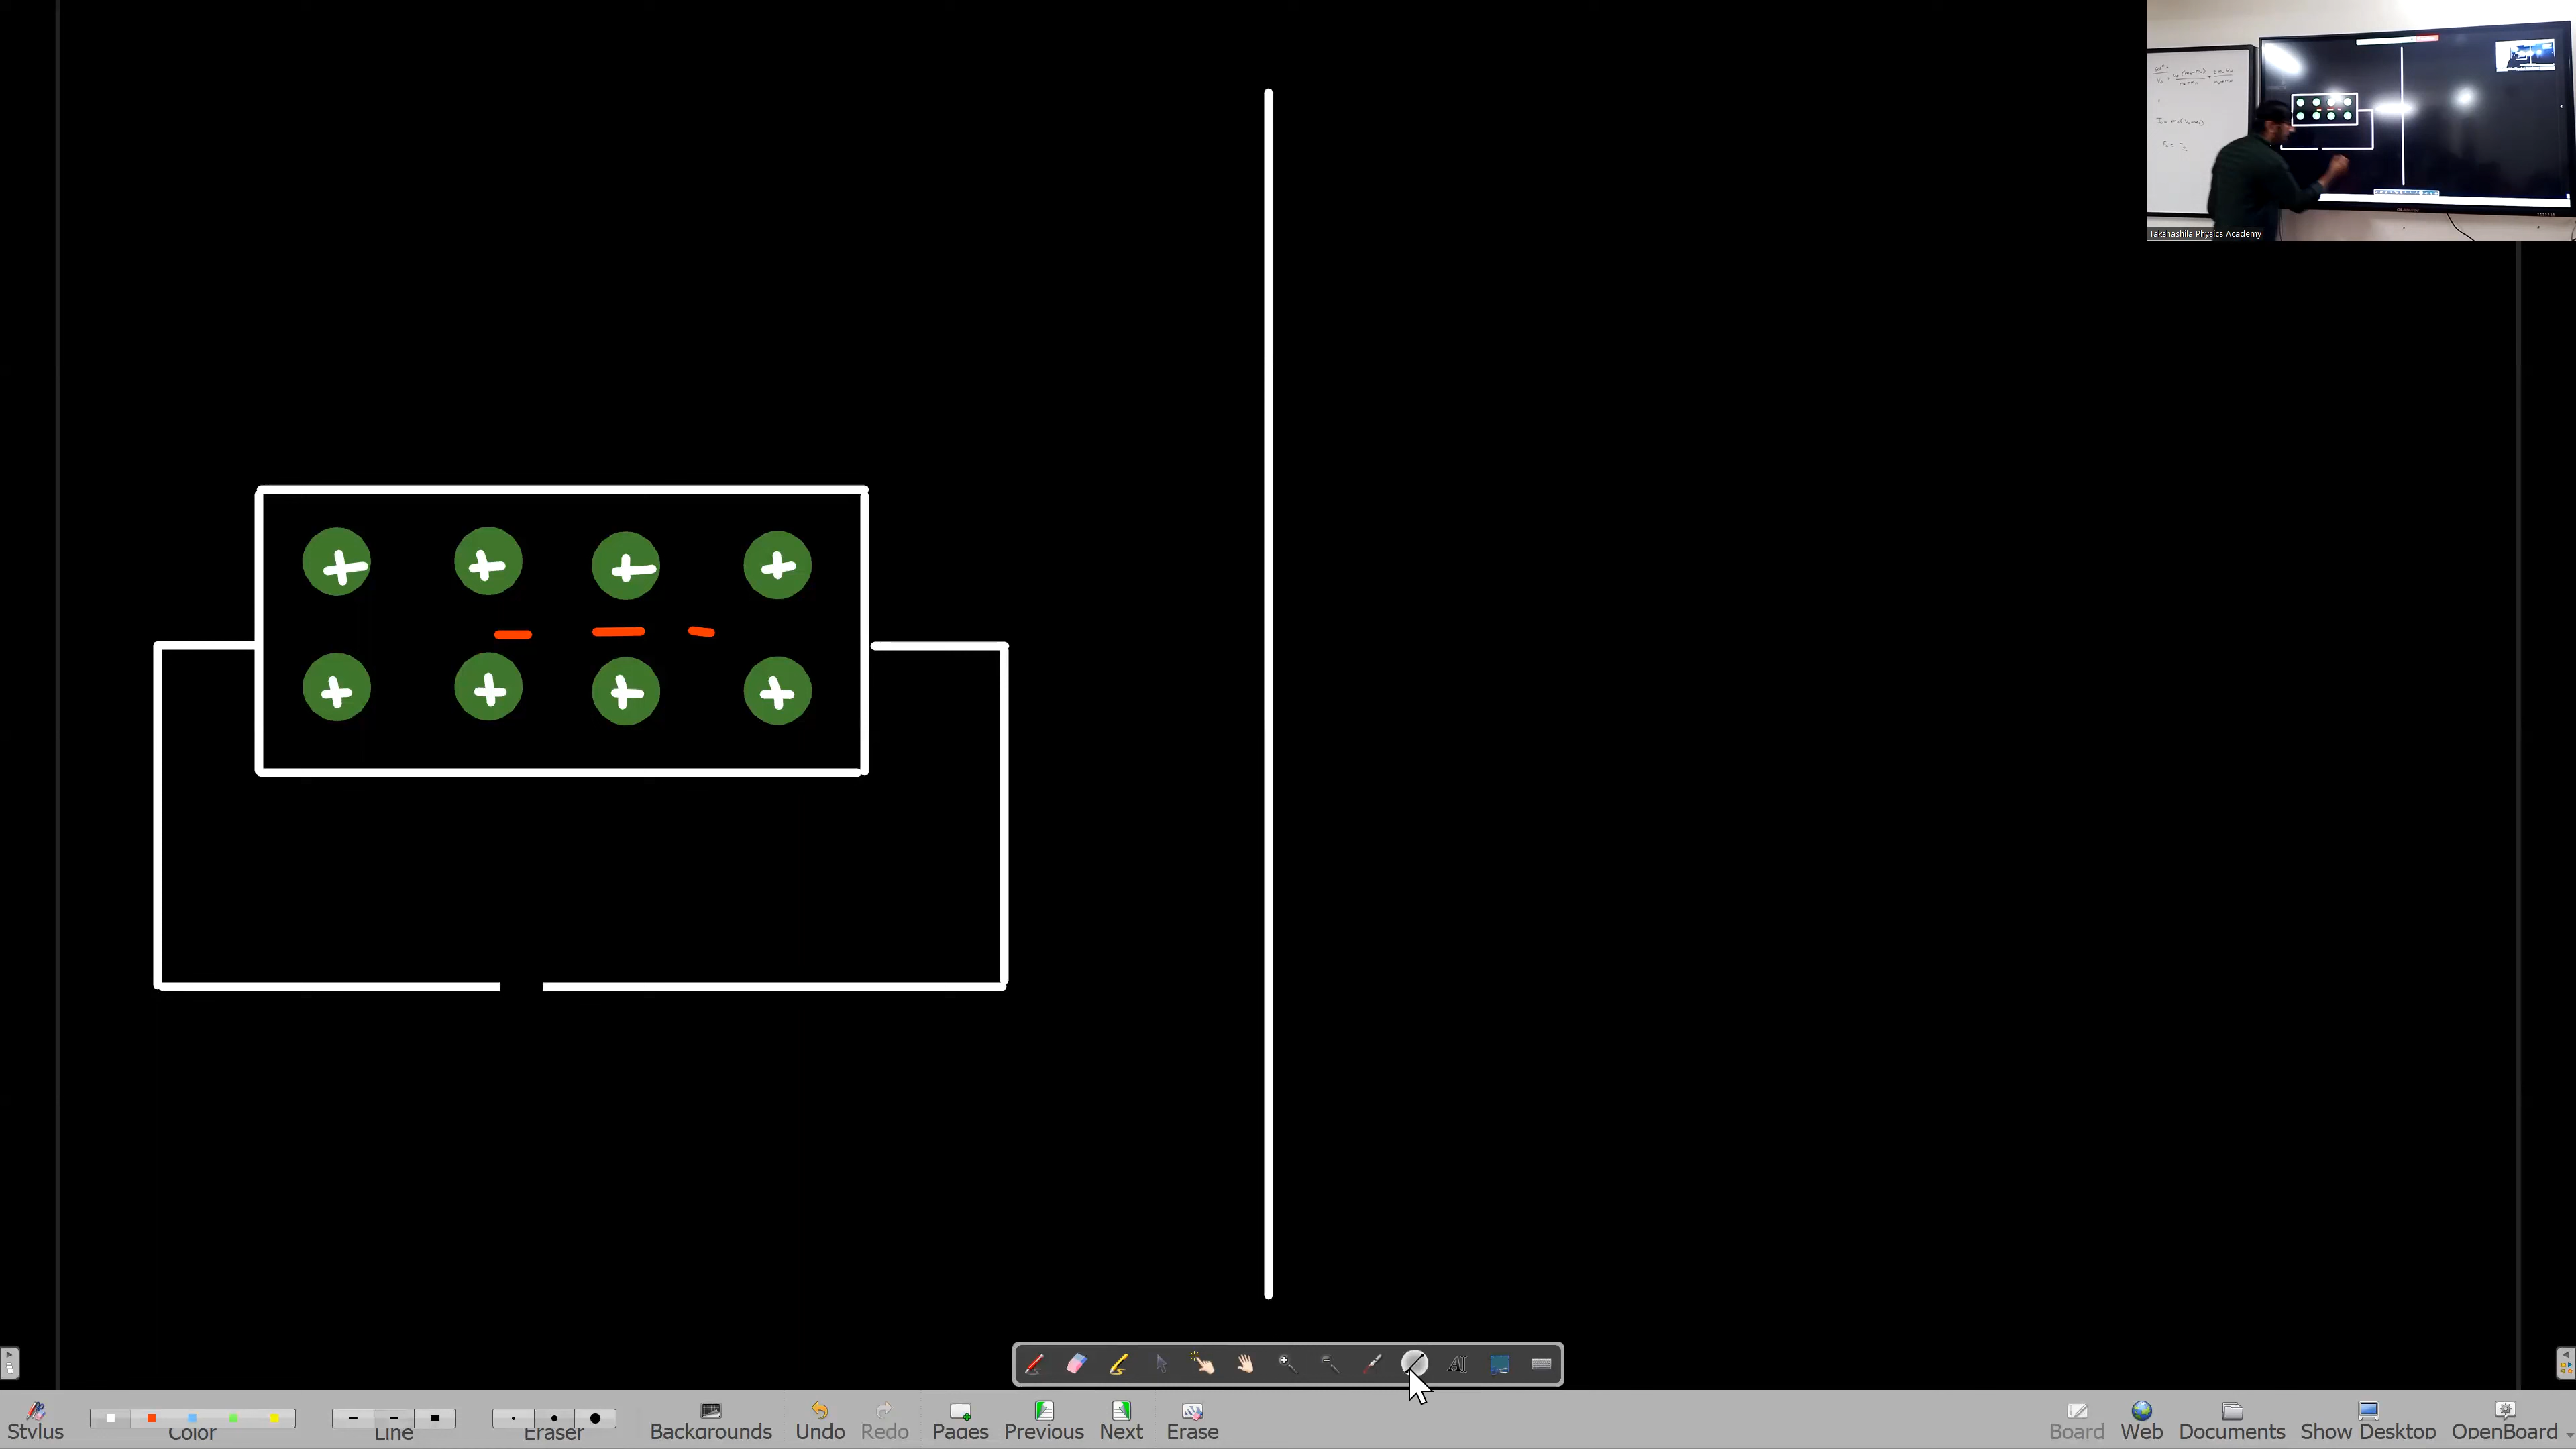 Takshashila Physics Academy
+ + + +
- - -
+ + + +
Stylus Color Line Eraser Backgrounds Undo Redo Pages Previous Next Erase Board Web Documents Show Desktop OpenBoard